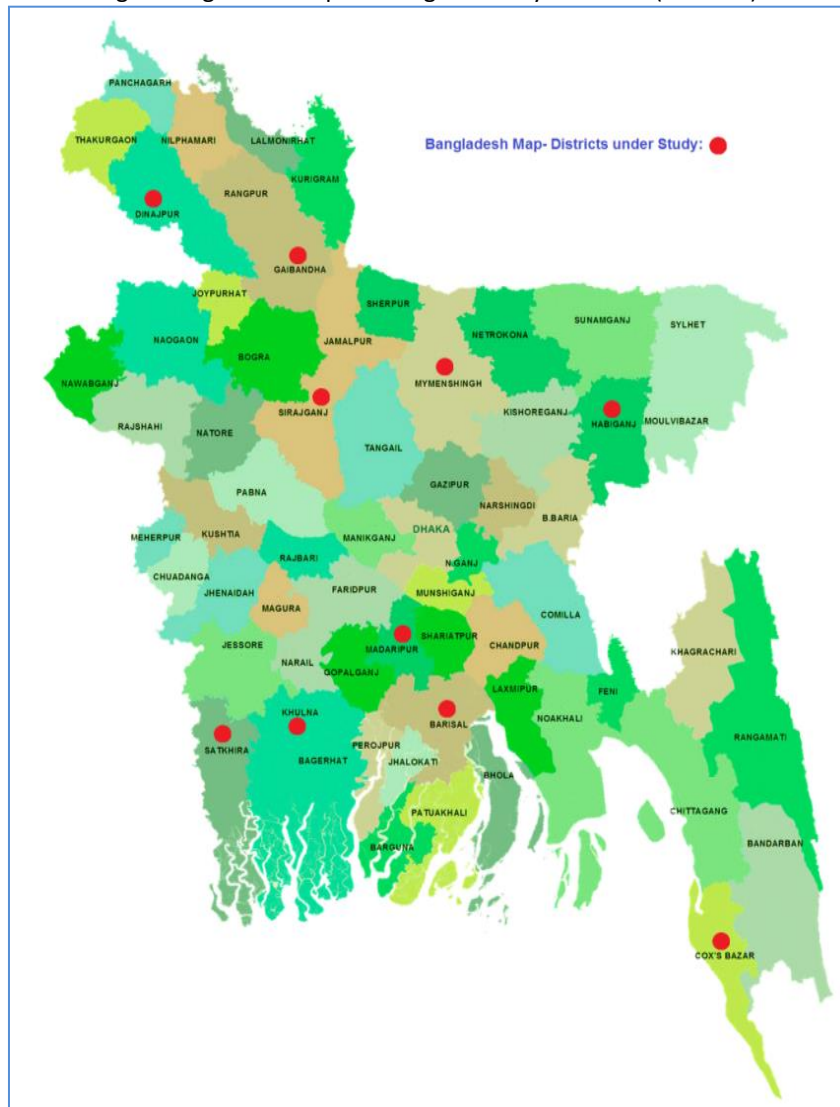 Bangladesh Map- Districts under Study:
PANCHAGARH
THAKURGAON
NILPHAMARI
LALMONIRHAT
KURIGRAM
RANGPUR
DINAJPUR
GAIBANDHA
JOYPURHAT
SHERPUR
NAOGAON
JAMALPUR
NETROKONA
SUNAMGANJ
SYLHET
BOGRA
MYMENSINGH
NAWABGANJ
SIRAJGANJ
KISHOREGANJ
HABIGANJ
MOULVIBAZAR
RAJSHAHI
NATORE
TANGAIL
GAZIPUR
PABNA
NARSHINGDI
B.BARIA
KUSHTIA
DHAKA
MEHERPUR
MANIKGANJ
RAJBARI
N.GANJ
CHUADANGA
JHENAIDAH
FARIDPUR
MUNSHIGANJ
MAGURA
COMILLA
SHARIATPUR
JESSORE
MADARIPUR
CHANDPUR
KHAGRACHARI
NARAIL
GOPALGANJ
LAXMIPUR
FENI
KHULNA
BARISAL
NOAKHALI
RANGAMATI
SATKHIRA
PEROJPUR
BAGERHAT
JHALOKATI
BHOLA
PATUAKHALI
CHITTAGANG
BARGUNA
BANDARBAN
COX'S BAZAR